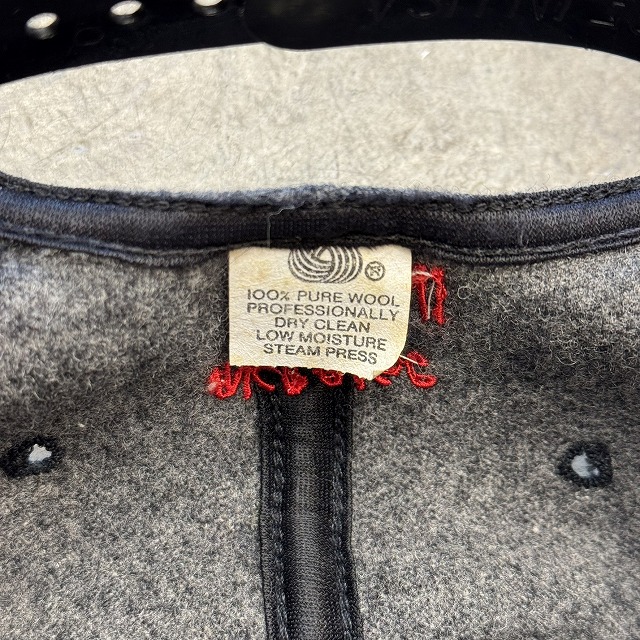 ®
100% PURE WOOL
PROFESSIONALLY
DRY CLEAN
LOW MOISTURE
STEAM PRESS